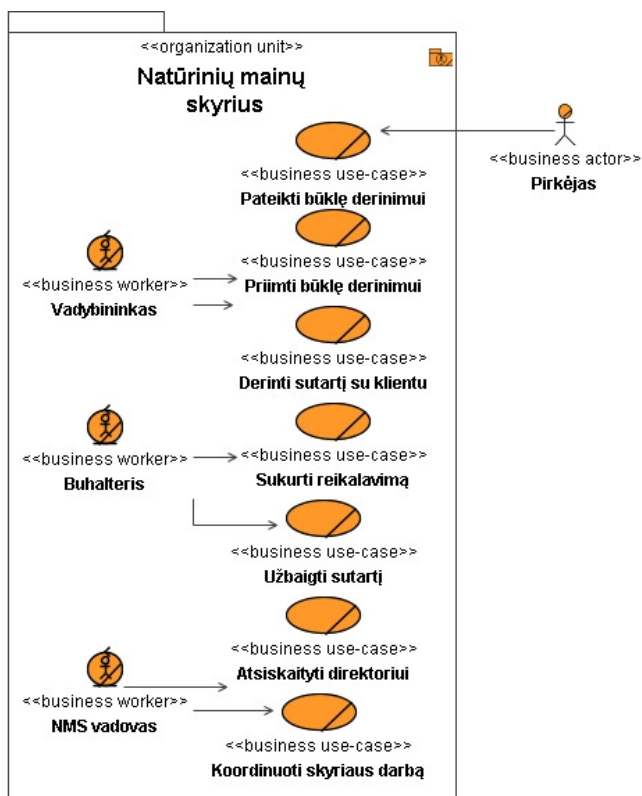 <<organization unit>>
Natūrinių mainų
skyrius
<<business use-case>>
Pateikti būklę derinimui
<<business actor>>
Pirkėjas
<<business worker>>
Vadybininkas
<<business use-case>>
Priimti būklę derinimui
<<business use-case>>
Derinti sutartį su klientu
<<business worker>>
Buhalteris
<<business use-case>>
Sukurti reikalavimą
<<business use-case>>
Užbaigti sutartį
<<business use-case>>
Atsiskaityti direktoriui
<<business worker>>
NMS vadovas
<<business use-case>>
Koordinuoti skyriaus darbą